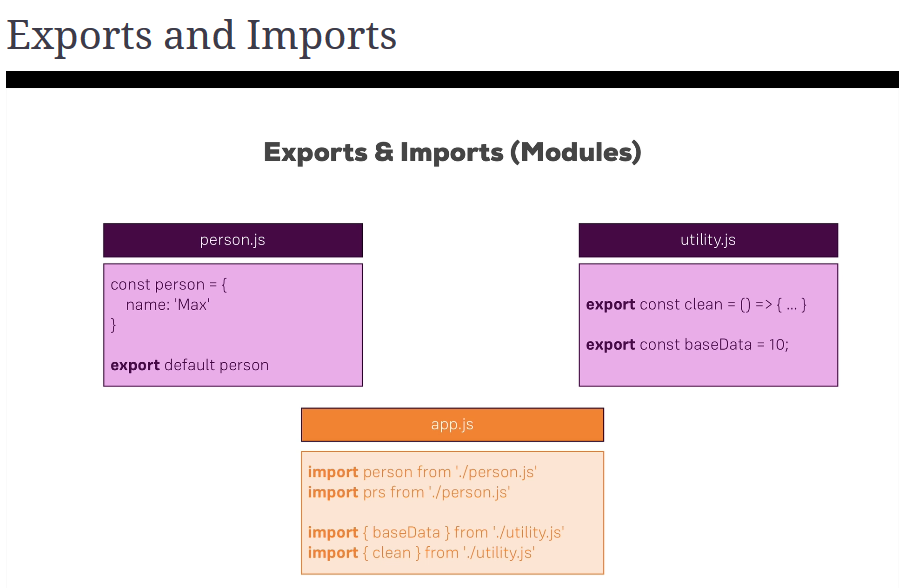 Exports and Imports
Exports & Imports (Modules)
person.js
const person = {
name: 'Max'
}
export default person
utility.js
export const clean = () => { ... }
export const baseData = 10;
app.js
import person from './person.js'
import prs from './person.js'
import { baseData } from './utility.js'
import { clean } from './utility.js'